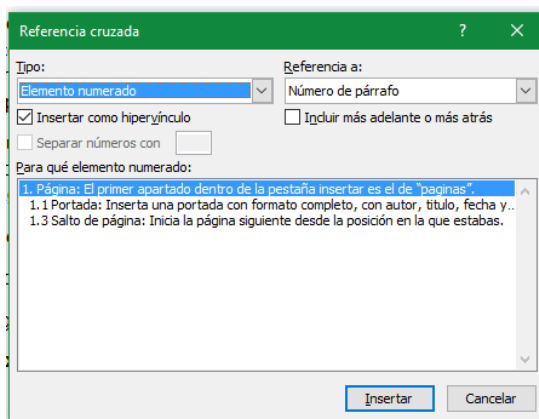 Referencia cruzada ? ×
Tipo: Referencia a:
Elemento numerado Número de párrafo
Insertar como hipervínculo Incluir más adelante o más atrás
Separar números con
Para qué elemento numerado:
1. Página: El primer apartado dentro de la pestaña insertar es el de “paginas”.
1.1 Portada: Inserta una portada con formato completo, con autor, titulo, fecha y...
1.3 Salto de página: Inicia la página siguiente desde la posición en la que estabas.
Insertar Cancelar